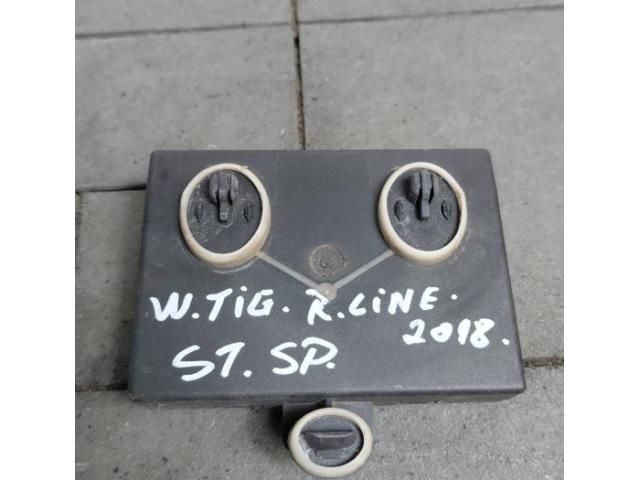 W.TiG. R.LiNE.
2018.
ST. SP.